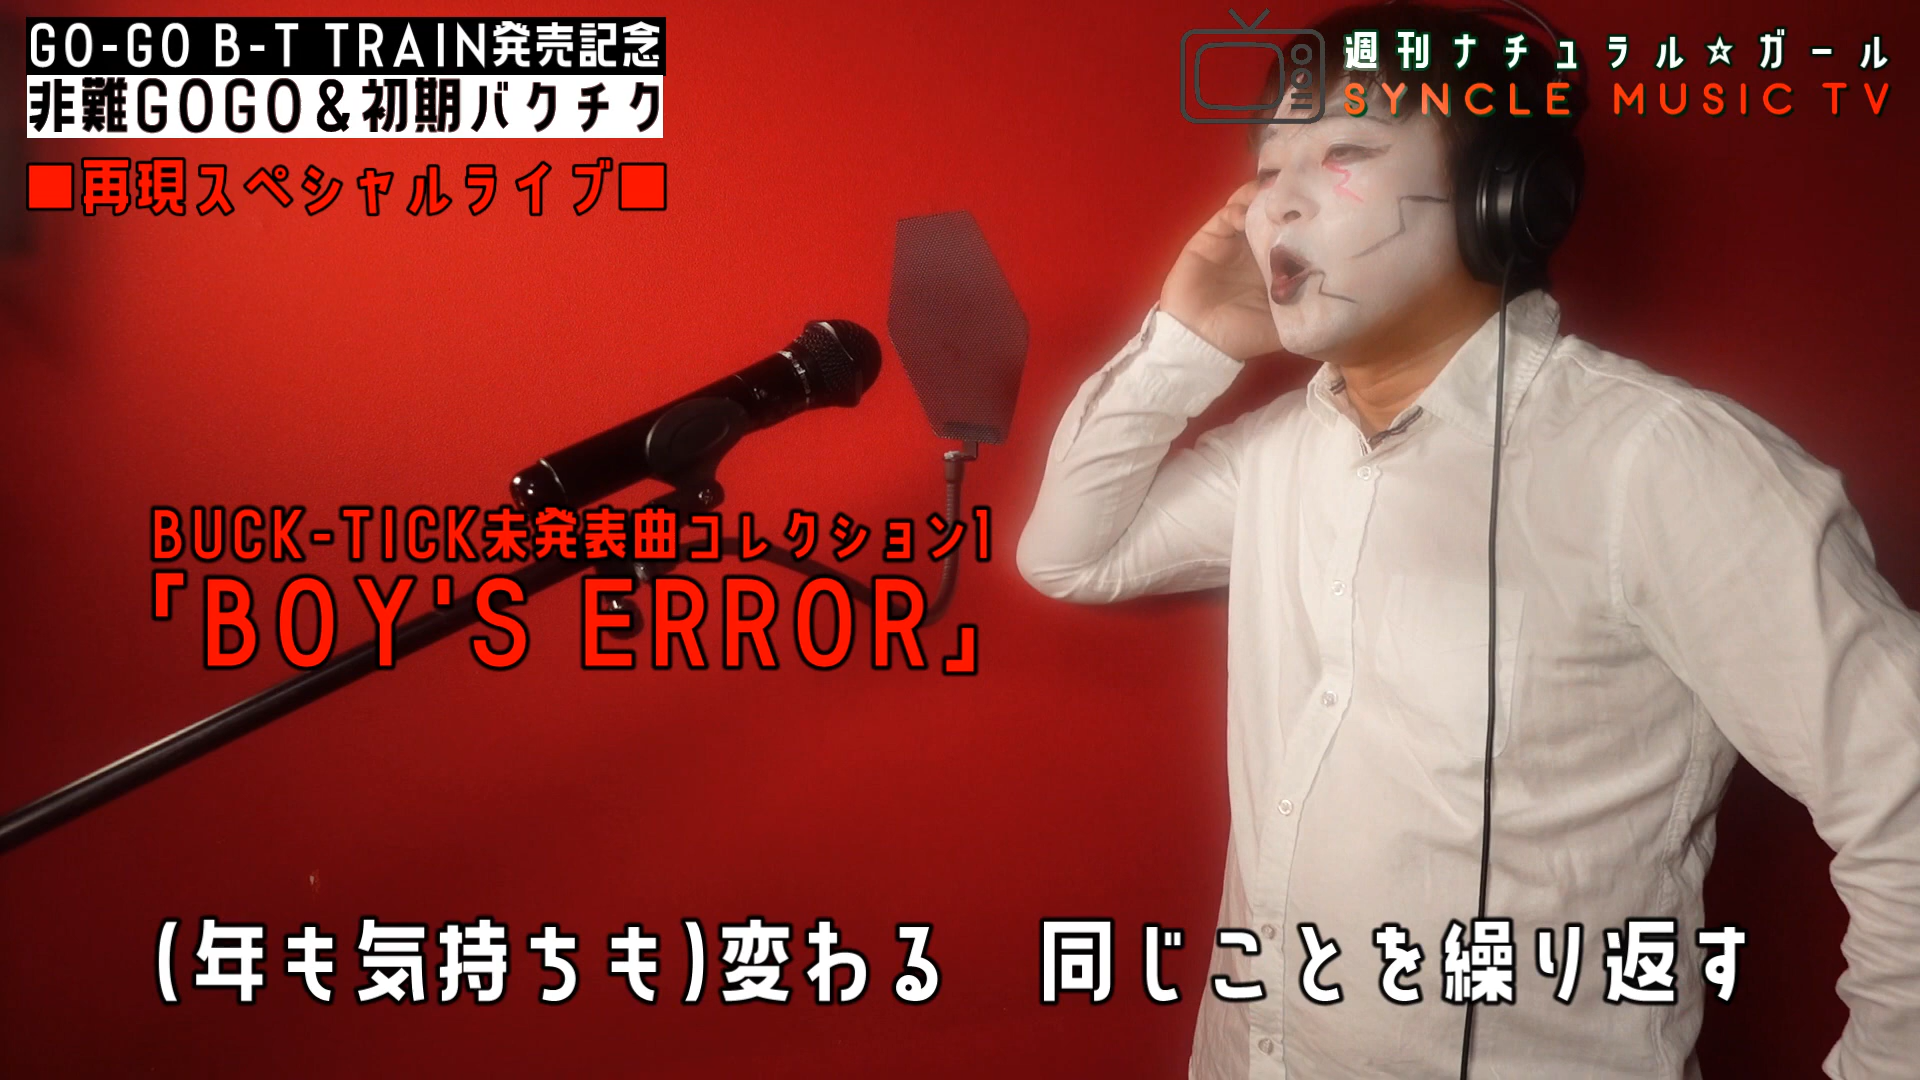 GO-GO B-T TRAIN発売記念
非難GOGO&初期バクチク
■再現スペシャルライブ■
週刊ナチュラル☆ガール
SYNCLE MUSIC TV
BUCK-TICK未発表曲コレクション1
「BOY'S ERROR」
(年も気持ちも)変わる　同じことを繰り返す